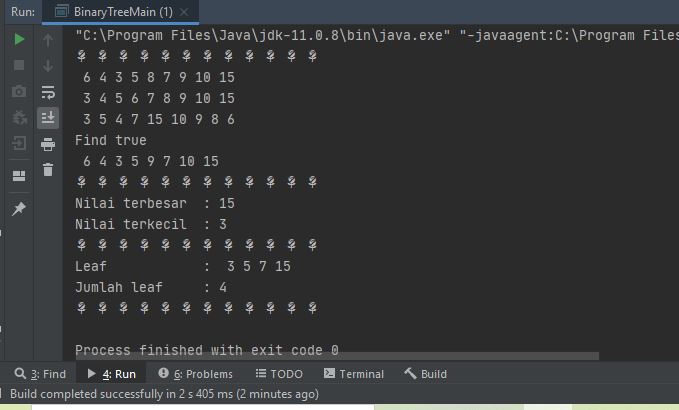 Run: BinaryTreeMain (1)
"C:\Program Files\Java\jdk-11.0.8\bin\java.exe" "-javaagent:C:\Program Files
6 4 3 5 8 7 9 10 15
3 4 5 6 7 8 9 10 15
3 5 4 7 15 10 9 8 6
Find true
6 4 3 5 9 7 10 15
Nilai terbesar : 15
Nilai terkecil : 3
Leaf : 3 5 7 15
Jumlah leaf : 4
Process finished with exit code 0
3: Find 4: Run 6: Problems TODO Terminal Build
Build completed successfully in 2 s 405 ms (2 minutes ago)